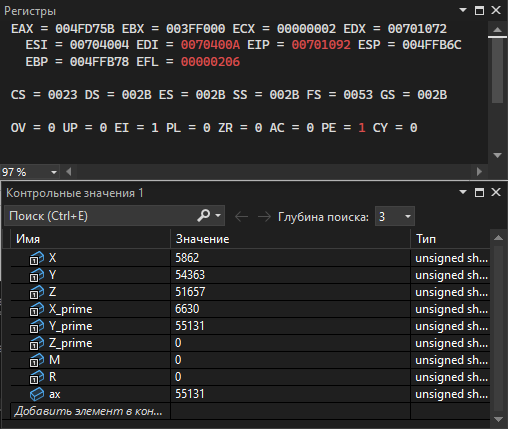 Регистры
EAX = 004FD75B EBX = 003FF000 ECX = 00000002 EDX = 00701072
ESI = 00704004 EDI = 0070400A EIP = 00701092 ESP = 004FFB6C
EBP = 004FFB78 EFL = 00000206
CS = 0023 DS = 002B ES = 002B SS = 002B FS = 0053 GS = 002B
OV = 0 UP = 0 EI = 1 PL = 0 ZR = 0 AC = 0 PE = 1 CY = 0
97 %
Контрольные значения 1
Поиск (Ctrl+E) Глубина поиска: 3
Имя Значение Тип
X 5862 unsigned sh...
Y 54363 unsigned sh...
Z 51657 unsigned sh...
X_prime 6630 unsigned sh...
Y_prime 55131 unsigned sh...
Z_prime 0 unsigned sh...
M 0 unsigned sh...
R 0 unsigned sh...
ax 55131 unsigned sh...
Добавить элемент в кон...